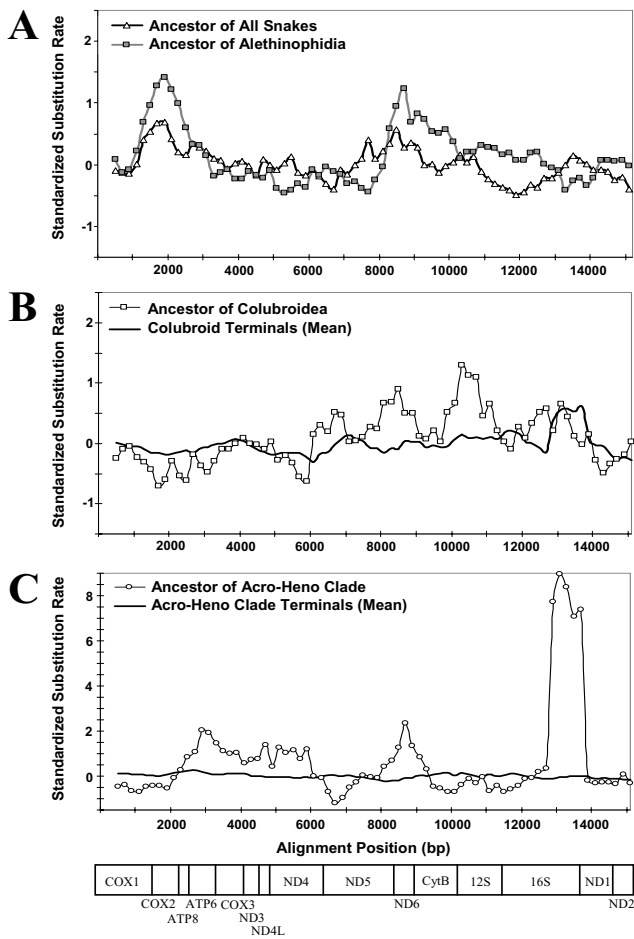 A
Ancestor of All Snakes
Ancestor of Alethinophidia
Standardized Substitution Rate
2
1
0
-1
2000 4000 6000 8000 10000 12000 14000
B
Ancestor of Colubroidea
Colubroid Terminals (Mean)
Standardized Substitution Rate
2
1
0
-1
2000 4000 6000 8000 10000 12000 14000
C
Ancestor of Acro-Heno Clade
Acro-Heno Clade Terminals (Mean)
Standardized Substitution Rate
8
6
4
2
0
2000 4000 6000 8000 10000 12000 14000
Alignment Position (bp)
COX1 ND4 ND5 CytB 12S 16S ND1
COX2 ATP6 COX3 ND6 ND2
ATP8 ND3
ND4L